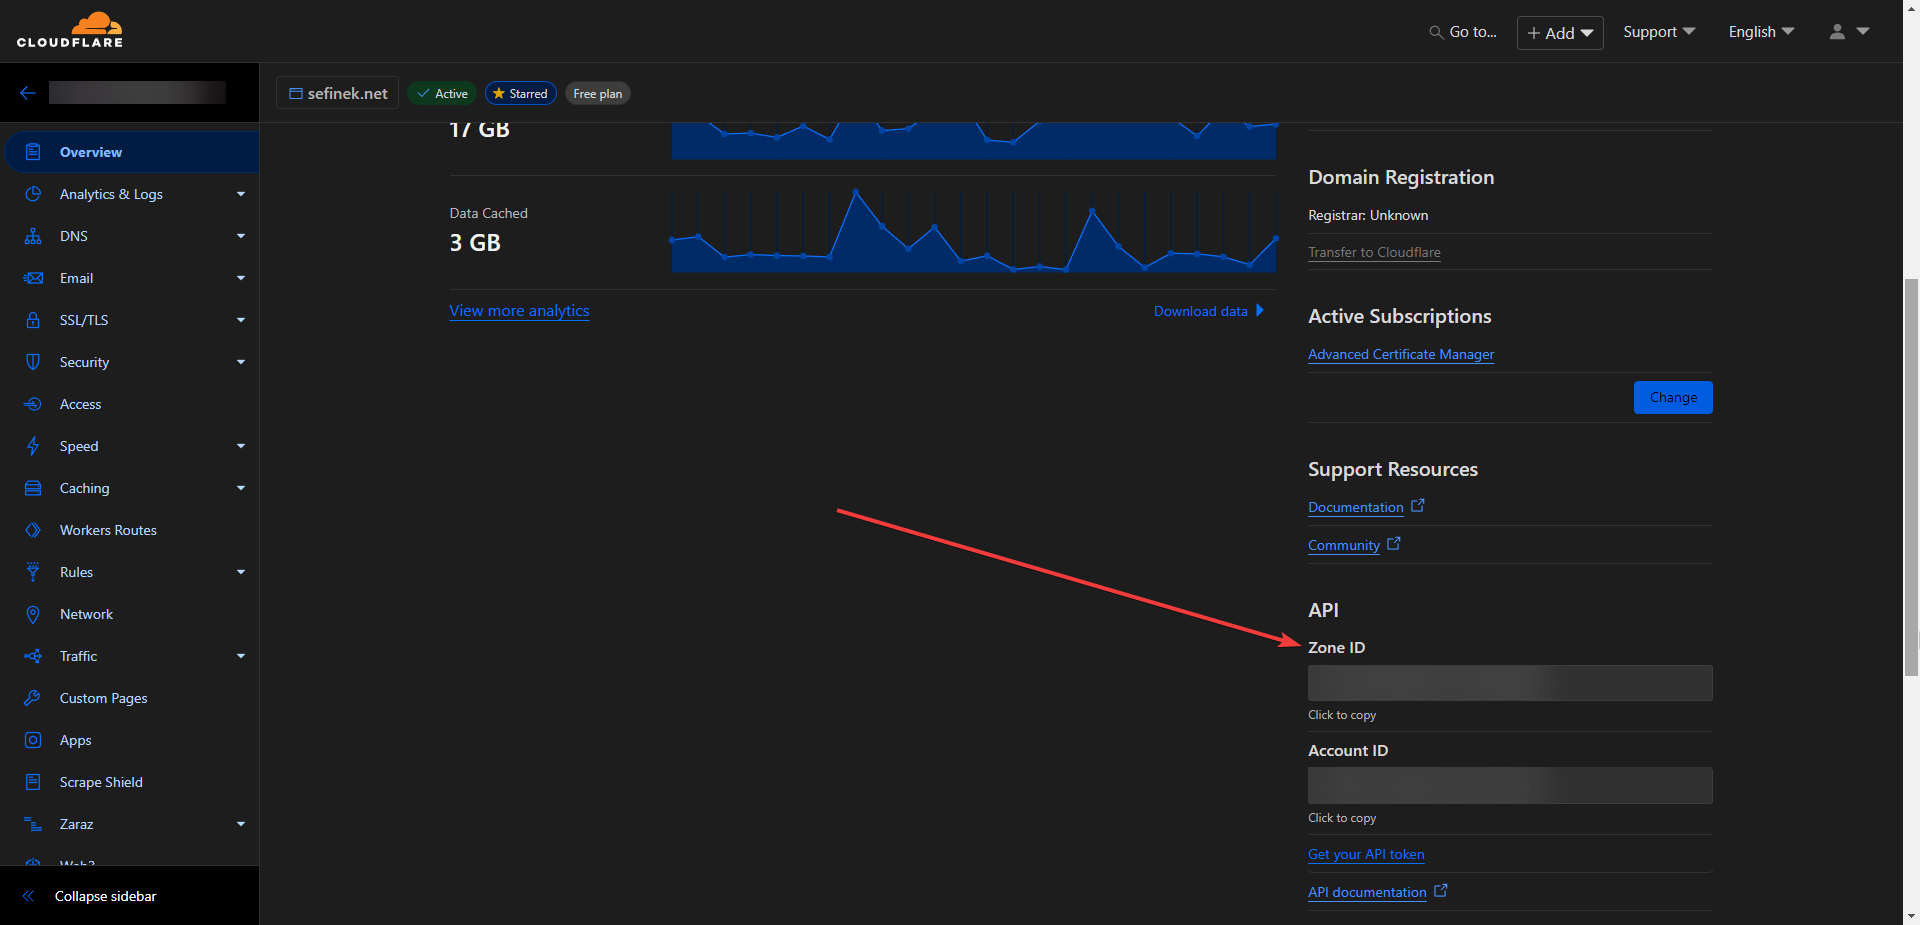 CLOUDFLARE
Go to...
+ Add
Support
English
sefinek.net
Active
Starred
Free plan
Overview
Analytics & Logs
DNS
Email
SSL/TLS
Security
Access
Speed
Caching
Workers Routes
Rules
Network
Traffic
Custom Pages
Apps
Scrape Shield
Zaraz
Web3
Collapse sidebar
17 GB
Data Cached
3 GB
View more analytics
Download data
Domain Registration
Registrar: Unknown
Transfer to Cloudflare
Active Subscriptions
Advanced Certificate Manager
Change
Support Resources
Documentation
Community
API
Zone ID
Click to copy
Account ID
Click to copy
Get your API token
API documentation